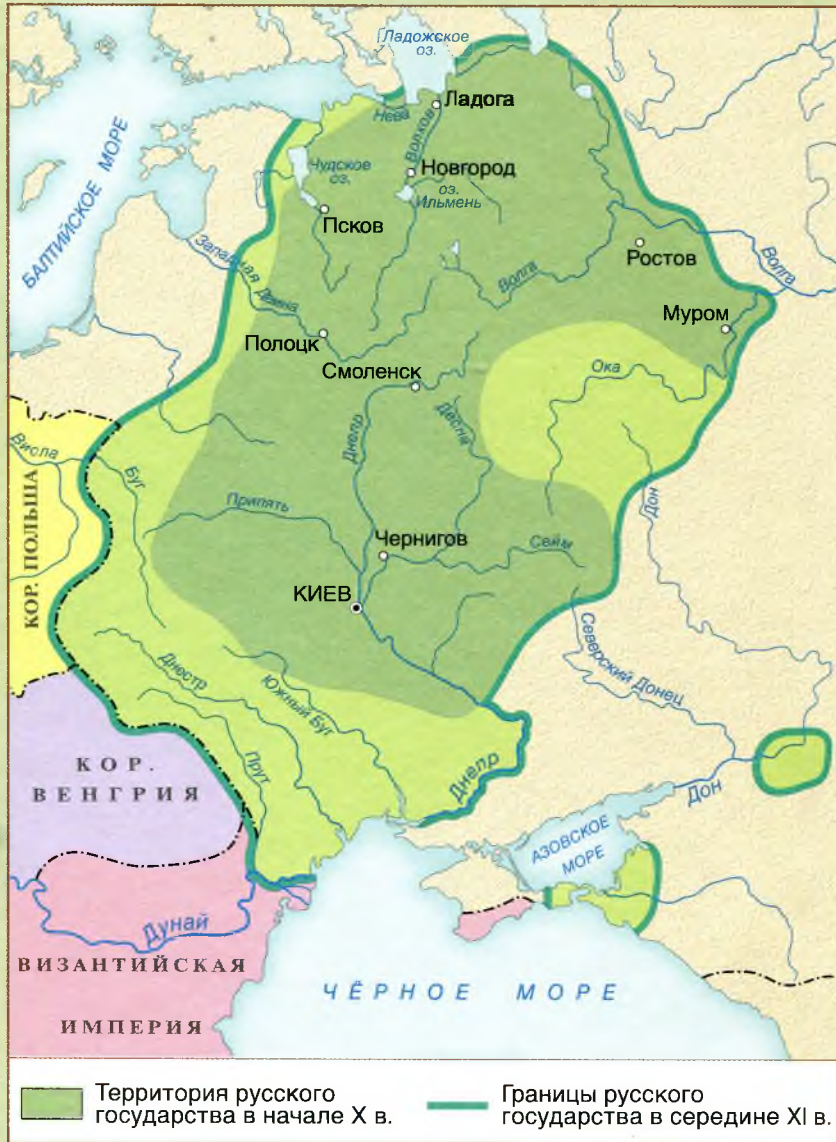 Ладожское
оз.
Ладога
Нева
Волхов
БАЛТИЙСКОЕ МОРЕ
Чудское
оз.
Новгород
оз.
Ильмень
Псков
Западная Двина
Волга
Ростов
Волга
Муром
Полоцк
Смоленск
Ока
Днепр
Десна
Висла
Буг
КОР. ПОЛЬША
Припять
Чернигов
Сейм
Дон
КИЕВ
Северский Донец
Днестр
Южный Буг
Прут
Днепр
КОР.
ВЕНГРИЯ
Дон
АЗОВСКОЕ
МОРЕ
Дунай
ВИЗАНТИЙСКАЯ
ИМПЕРИЯ
ЧЁРНОЕ МОРЕ
Территория русского
государства в начале X в.
Границы русского
государства в середине XI в.